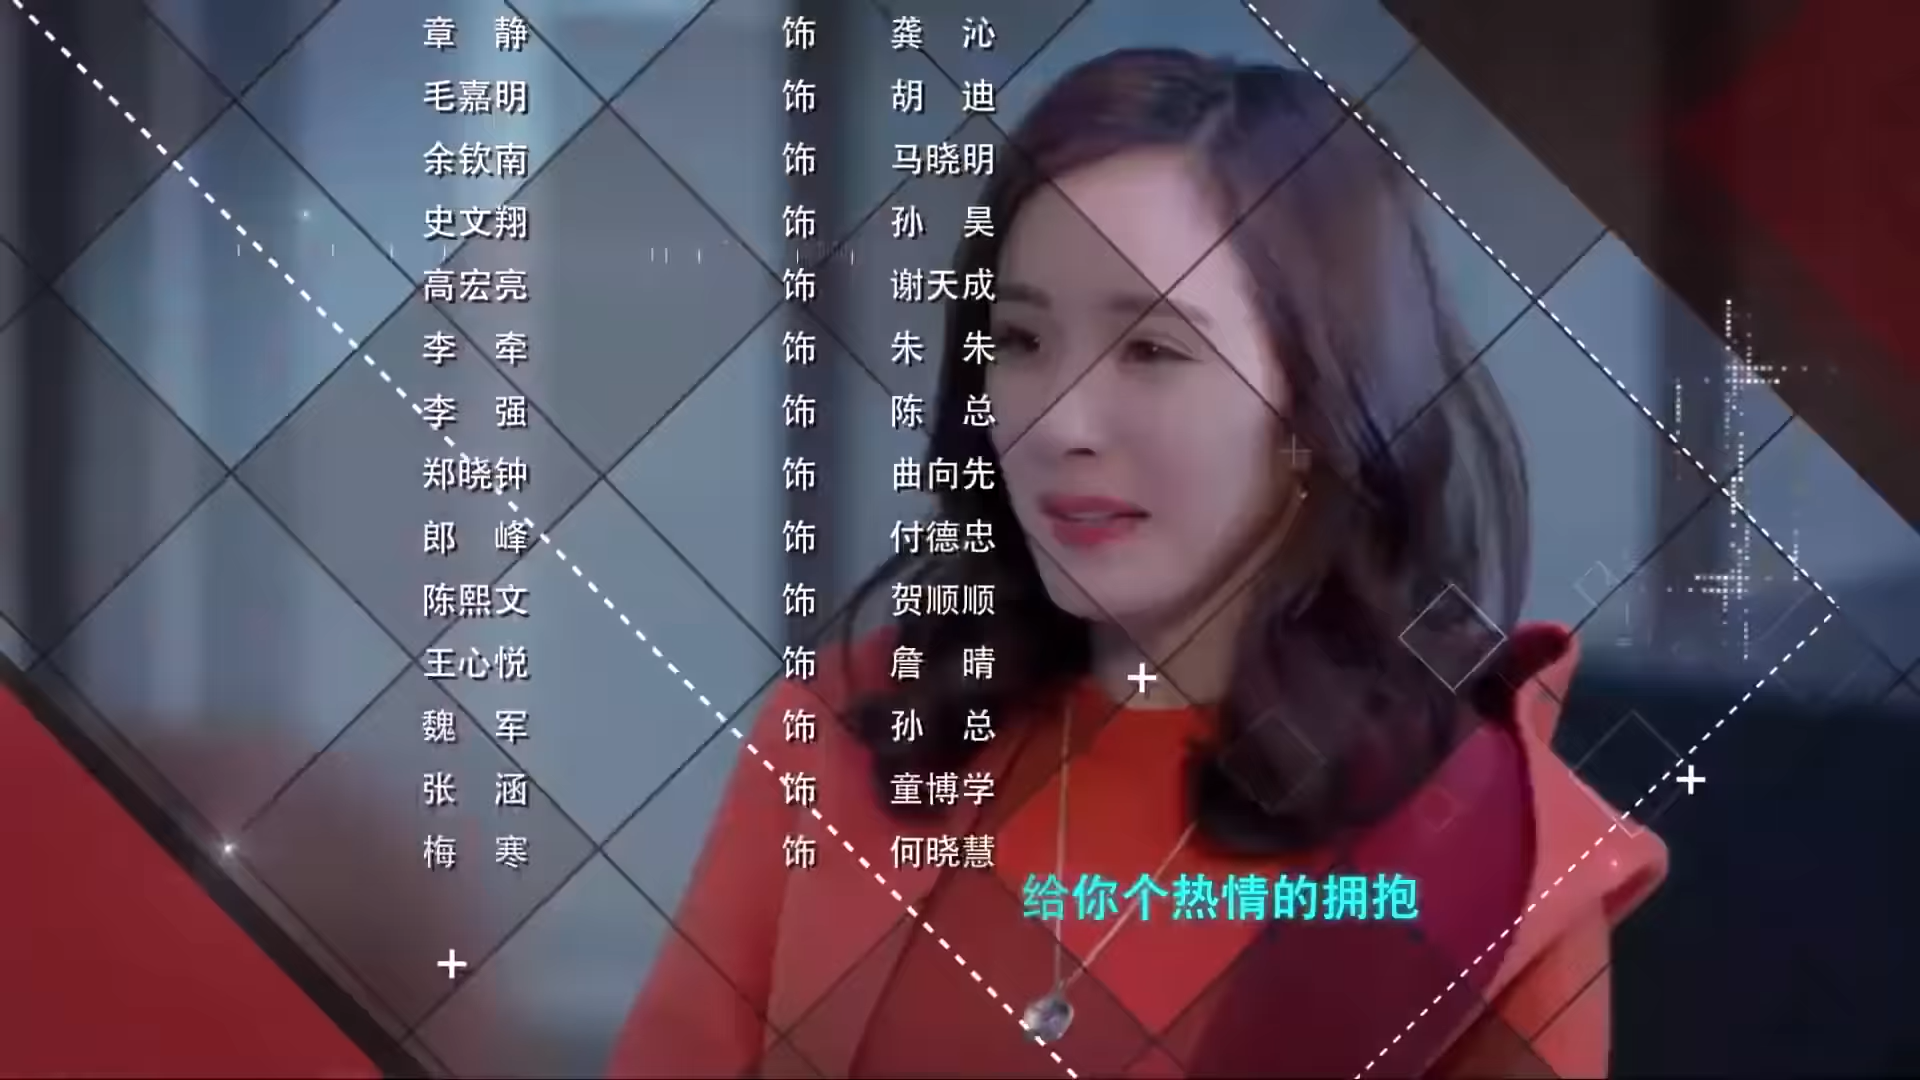 章静 饰 龚沁
毛嘉明 饰 胡迪
余钦南 饰 马晓明
史文翔 饰 孙昊
高宏亮 饰 谢天成
李牵 饰 朱朱
李强 饰 陈总
郑晓钟 饰 曲向先
郎峰 饰 付德忠
陈熙文 饰 贺顺顺
王心悦 饰 詹晴
魏军 饰 孙总
张涵 饰 童博学
梅寒 饰 何晓慧
给你个热情的拥抱